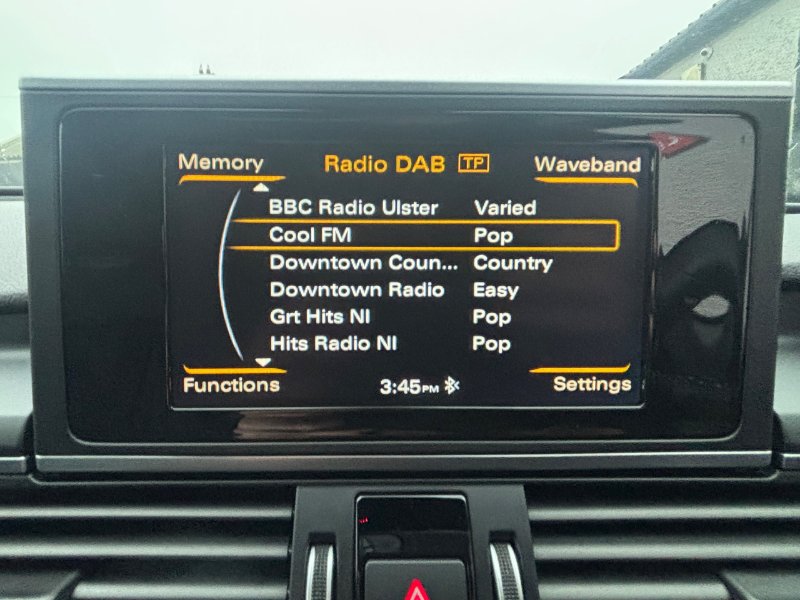 Memory Radio DAB TP Waveband
BBC Radio Ulster Varied
Cool FM Pop
Downtown Coun... Country
Downtown Radio Easy
Grt Hits NI Pop
Hits Radio NI Pop
Functions 3:45PM Settings